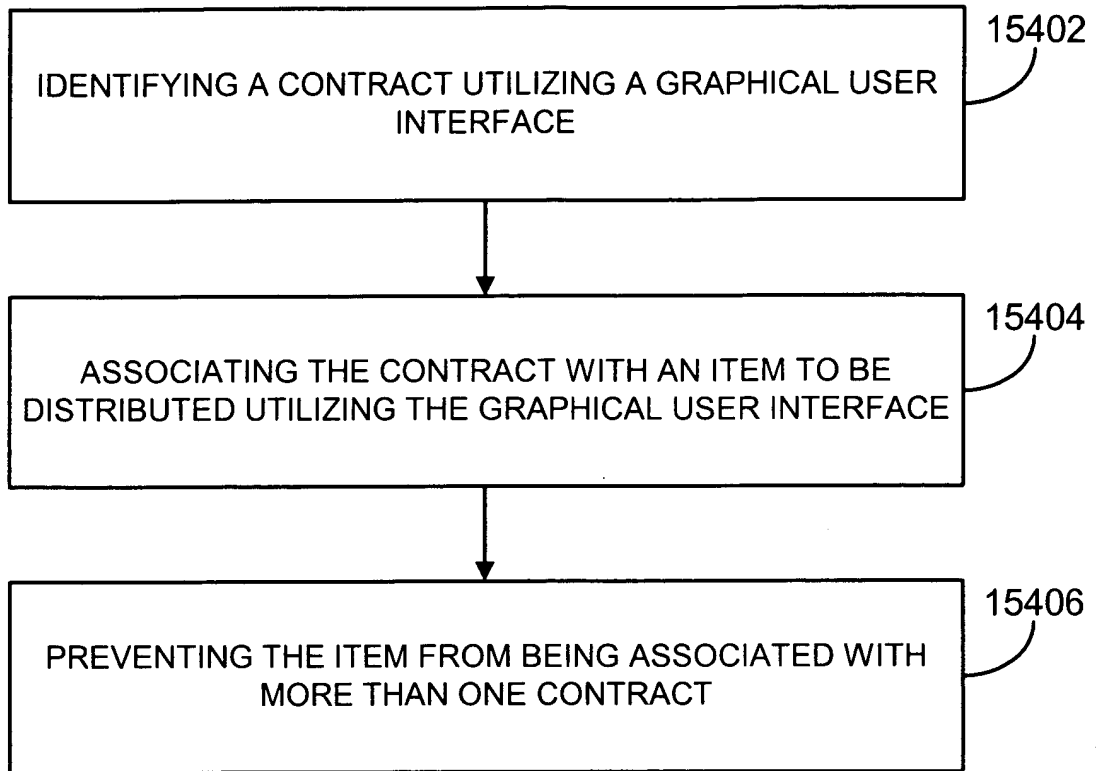 15402
IDENTIFYING A CONTRACT UTILIZING A GRAPHICAL USER
INTERFACE
15404
ASSOCIATING THE CONTRACT WITH AN ITEM TO BE
DISTRIBUTED UTILIZING THE GRAPHICAL USER INTERFACE
15406
PREVENTING THE ITEM FROM BEING ASSOCIATED WITH
MORE THAN ONE CONTRACT